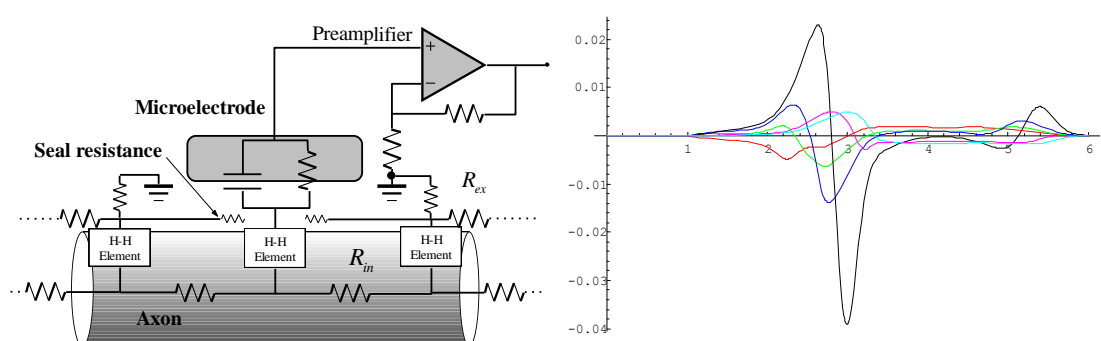 Preamplifier
+
−
Microelectrode
Seal resistance
R_ex
H-H
Element
H-H
Element
H-H
Element
R_in
Axon
0.02
0.01
1
2
3
4
5
6
-0.01
-0.02
-0.03
-0.04